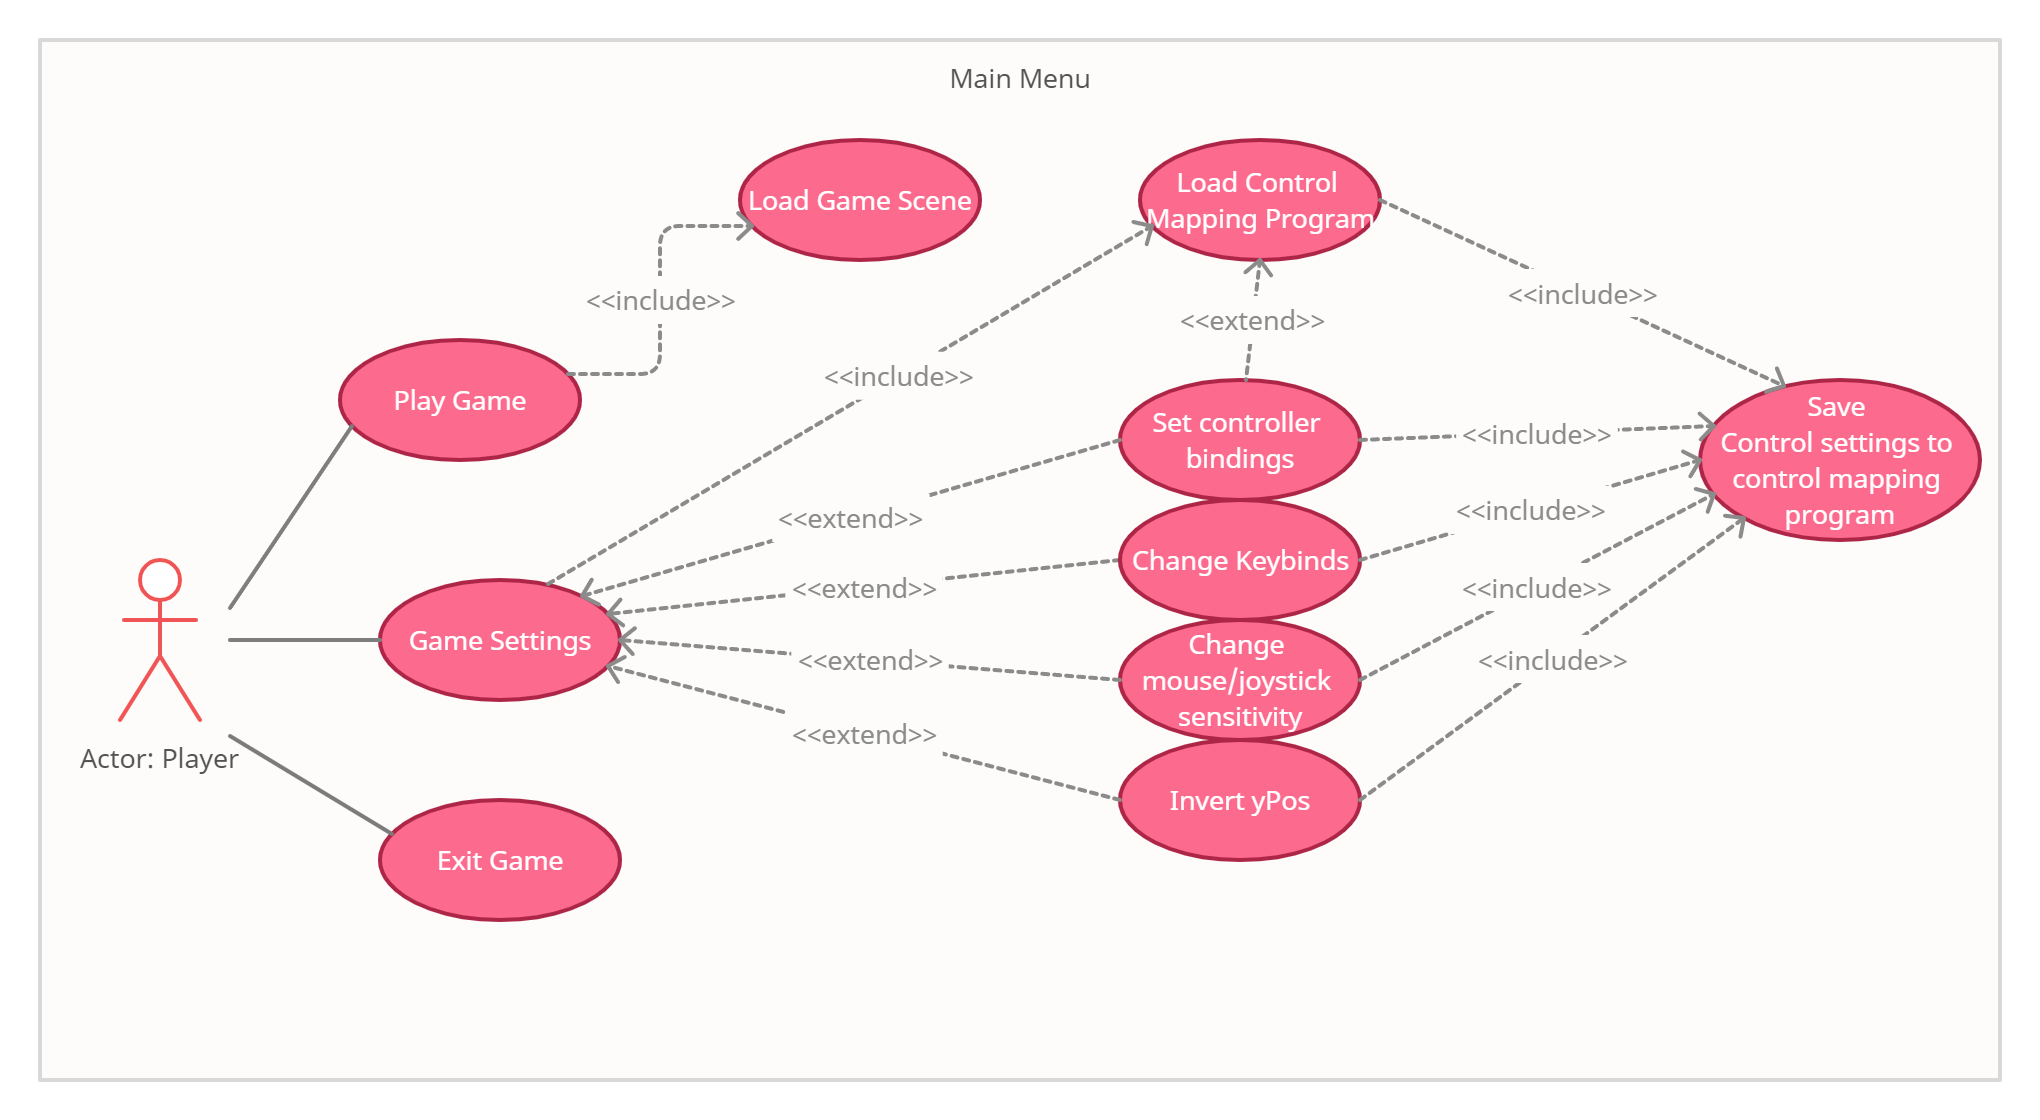 Main Menu
Load Game Scene
Load Control
Mapping Program
<<include>>
<<include>>
<<extend>>
<<include>>
Play Game
Set controller
bindings
<<include>>
Save
Control settings to
control mapping
program
<<extend>>
<<include>>
Change Keybinds
<<extend>>
<<include>>
Game Settings
Change
mouse/joystick
sensitivity
<<extend>>
<<include>>
<<extend>>
Actor: Player
Invert yPos
Exit Game